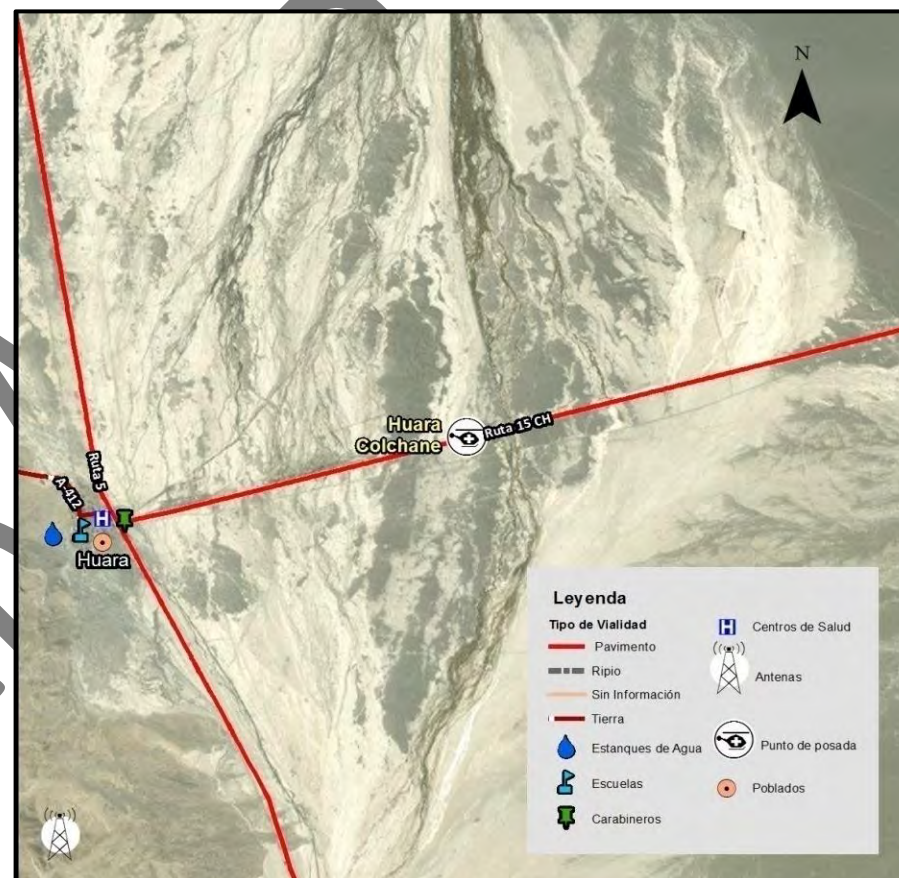 N
Huara
Colchane
Ruta 15 CH
Ruta 5
A-412
H
Huara
Leyenda
Tipo de Vialidad
Pavimento
Ripio
Sin Información
Tierra
Estanques de Agua
Escuelas
Carabineros
H
Centros de Salud
Antenas
Punto de posada
Poblados